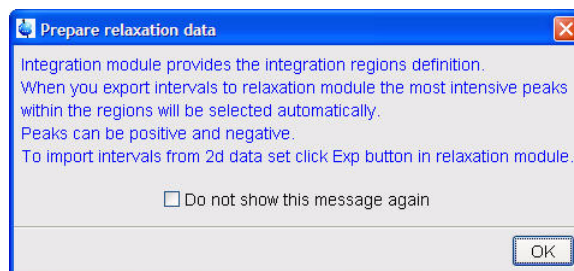 Prepare relaxation data
Integration module provides the integration regions definition.
When you export intervals to relaxation module the most intensive peaks
within the regions will be selected automatically.
Peaks can be positive and negative.
To import intervals from 2d data set click Exp button in relaxation module.
Do not show this message again
OK